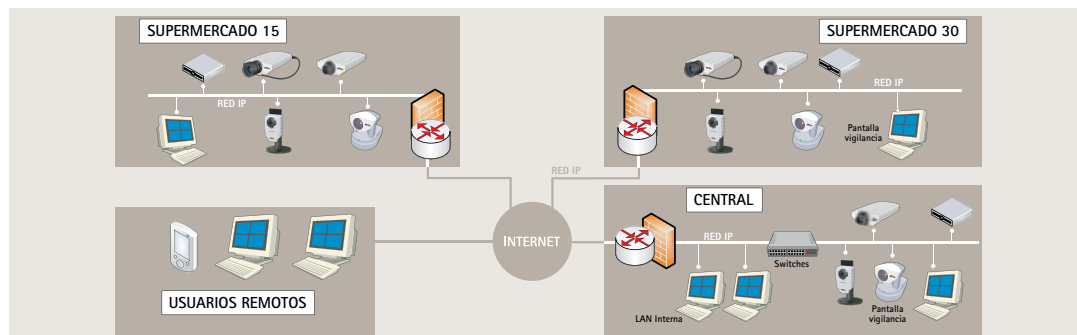 SUPERMERCADO 15
RED IP
SUPERMERCADO 30
RED IP
Pantalla
vigilancia
RED IP
INTERNET
USUARIOS REMOTOS
CENTRAL
RED IP
Switches
LAN Interna
Pantalla
vigilancia